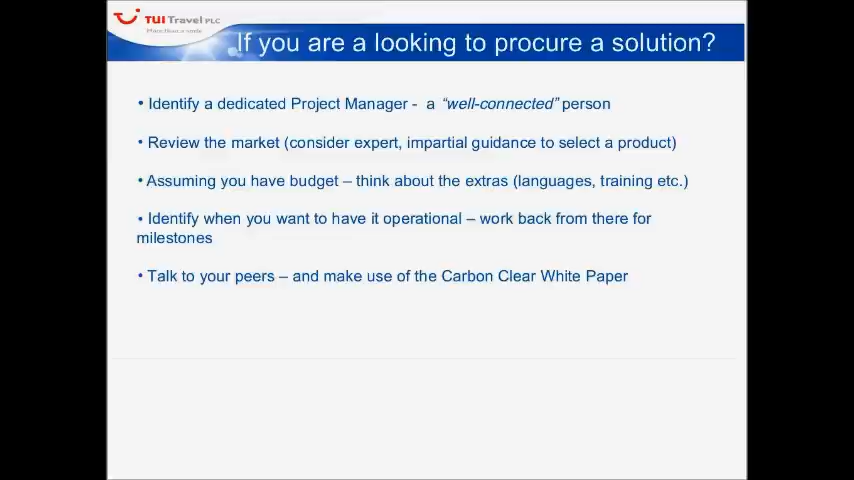 TUI Travel PLC
If you are a looking to procure a solution?
• Identify a dedicated Project Manager - a “well-connected” person
• Review the market (consider expert, impartial guidance to select a product)
• Assuming you have budget – think about the extras (languages, training etc.)
• Identify when you want to have it operational – work back from there for
milestones
• Talk to your peers – and make use of the Carbon Clear White Paper